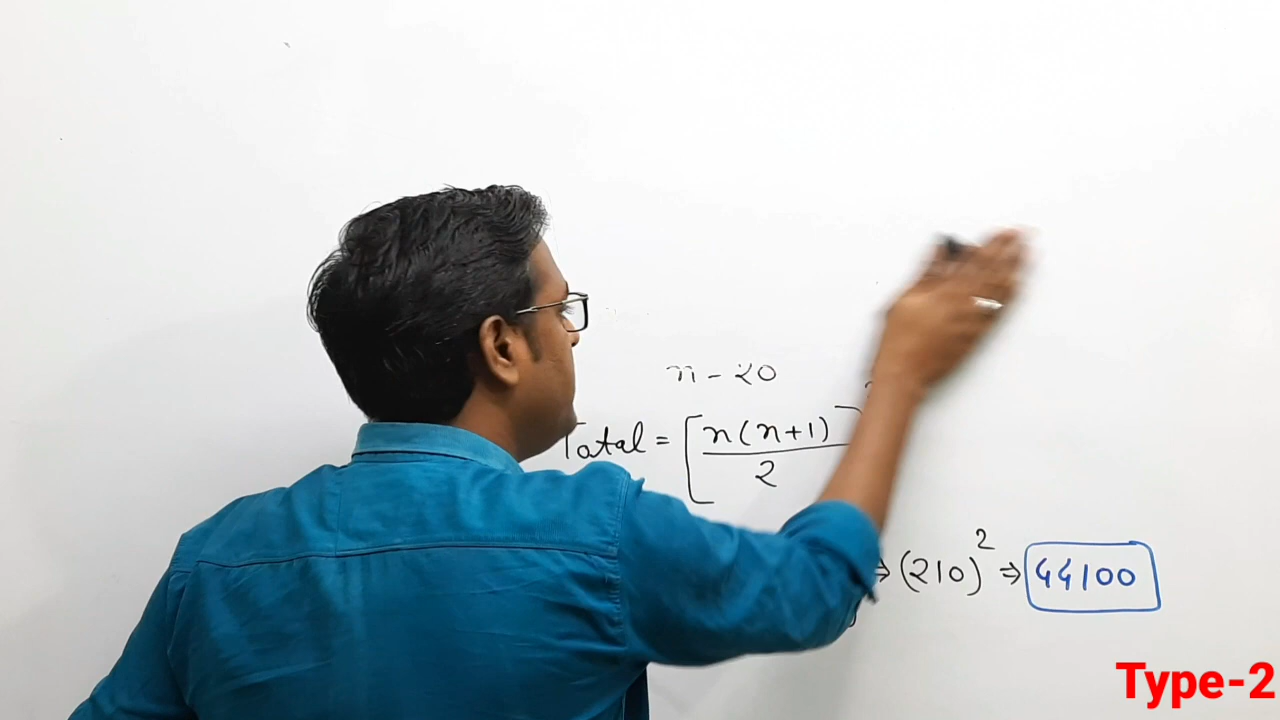 n - 20
Total = [n(n+1)/2]
⇒ (210)² ⇒ 44100
Type-2